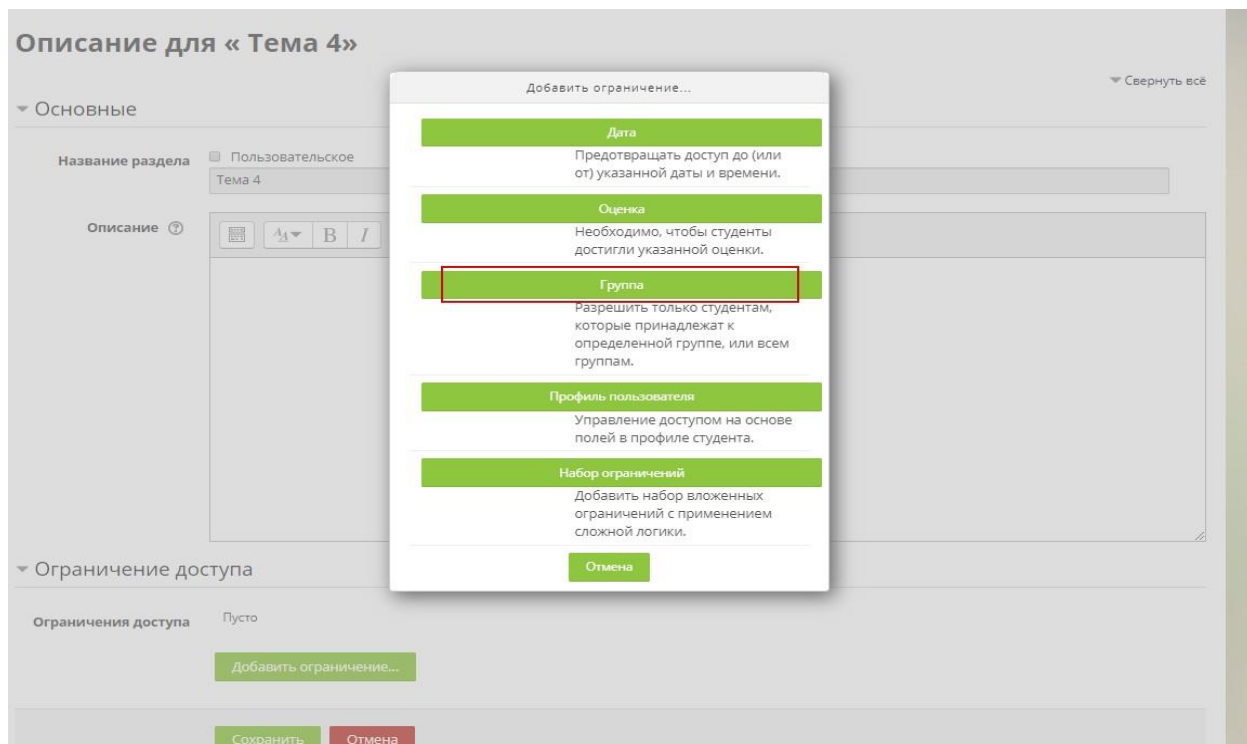 Описание для « Тема 4»
Свернуть всё
Основные
Название раздела
Пользовательское
Тема 4
Описание
B I
Добавить ограничение...
Дата
Предотвращать доступ до (или
от) указанной даты и времени.
Оценка
Необходимо, чтобы студенты
достигли указанной оценки.
Группа
Разрешить только студентам,
которые принадлежат к
определенной группе, или всем
группам.
Профиль пользователя
Управление доступом на основе
полей в профиле студента.
Набор ограничений
Добавить набор вложенных
ограничений с применением
сложной логики.
Отмена
Ограничение доступа
Ограничения доступа
Пусто
Добавить ограничение...
Сохранить
Отмена